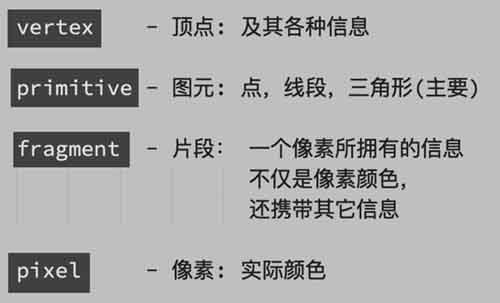 vertex - 顶点: 及其各种信息
primitive - 图元: 点, 线段, 三角形(主要)
fragment - 片段: 一个像素所拥有的信息
不仅是像素颜色,
还携带其它信息
pixel - 像素: 实际颜色